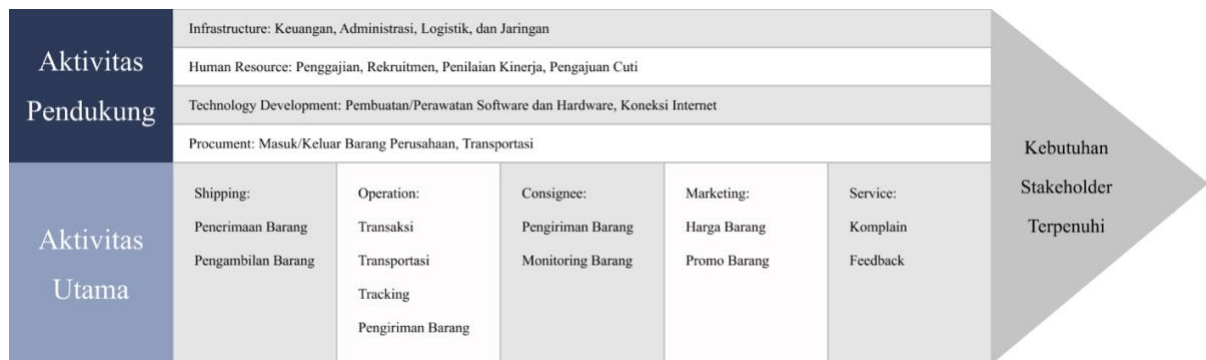 Aktivitas
Pendukung
Infrastructure: Keuangan, Administrasi, Logistik, dan Jaringan
Human Resource: Penggajian, Rekruitmen, Penilaian Kinerja, Pengajuan Cuti
Technology Development: Pembuatan/Perawatan Software dan Hardware, Koneksi Internet
Procument: Masuk/Keluar Barang Perusahaan, Transportasi
Aktivitas
Utama
Shipping:
Penerimaan Barang
Pengambilan Barang
Operation:
Transaksi
Transportasi
Tracking
Pengiriman Barang
Consignee:
Pengiriman Barang
Monitoring Barang
Marketing:
Harga Barang
Promo Barang
Service:
Komplain
Feedback
Kebutuhan
Stakeholder
Terpenuhi